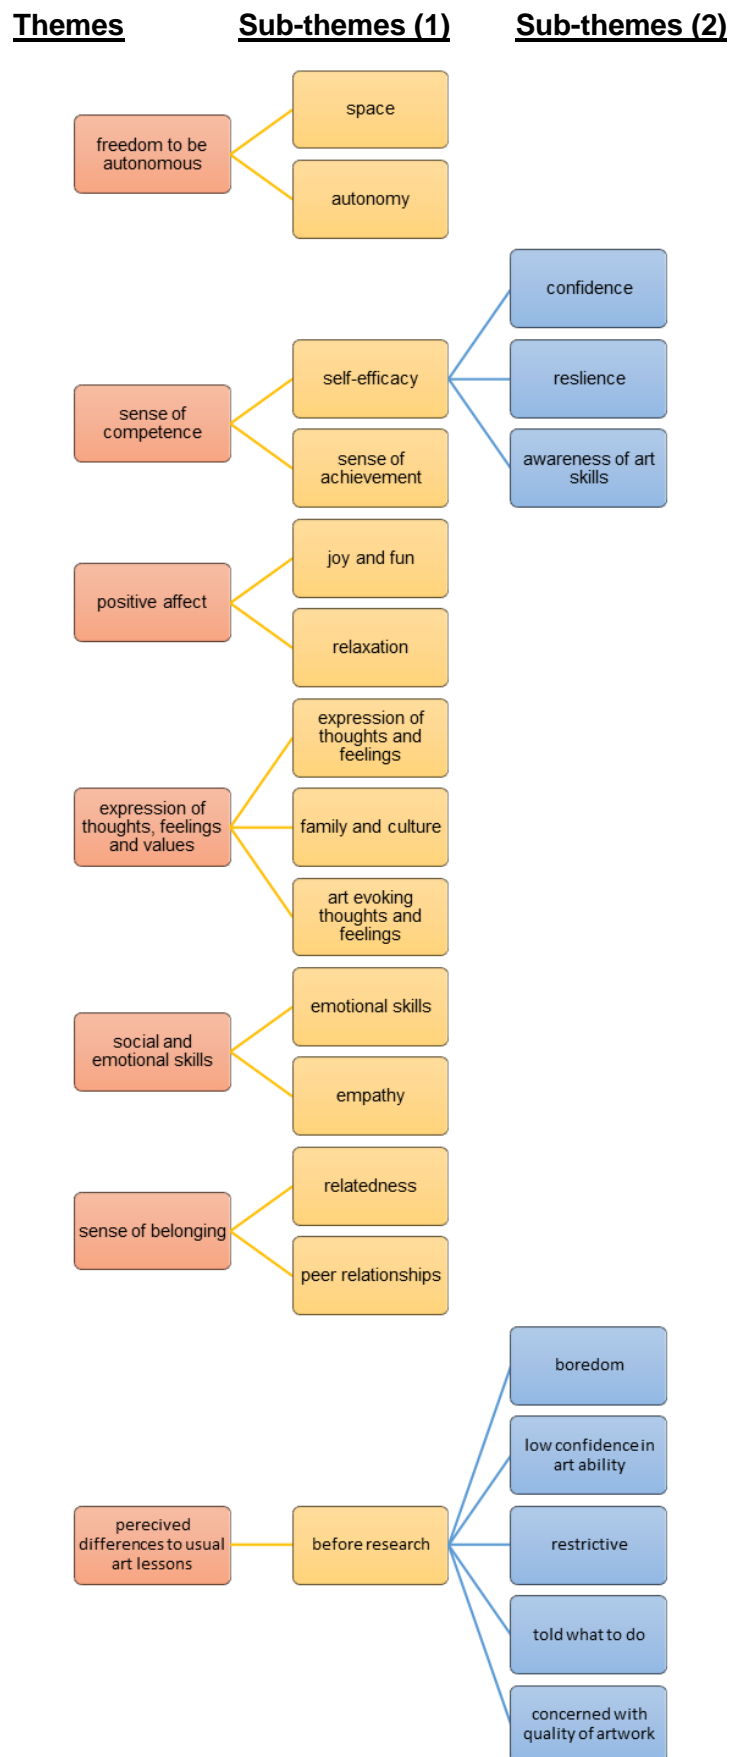 Themes Sub-themes (1) Sub-themes (2)
freedom to be
autonomous
space
autonomy
sense of
competence
self-efficacy
confidence
reslience
awareness of art
skills
sense of
achievement
positive affect
joy and fun
relaxation
expression of
thoughts, feelings
and values
expression of
thoughts and
feelings
family and culture
art evoking
thoughts and
feelings
social and
emotional skills
emotional skills
empathy
sense of belonging
relatedness
peer relationships
perecived
differences to usual
art lessons
before research
boredom
low confidence in
art ability
restrictive
told what to do
concerned with
quality of artwork